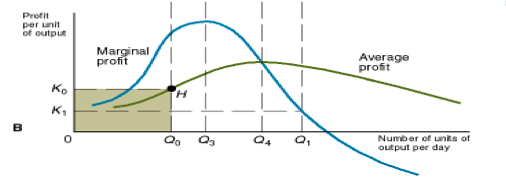 Profit
per unit
of output
Marginal
profit
Average
profit
K0
H
K1
B
0
Q0
Q3
Q4
Q1
Number of units of
output per day